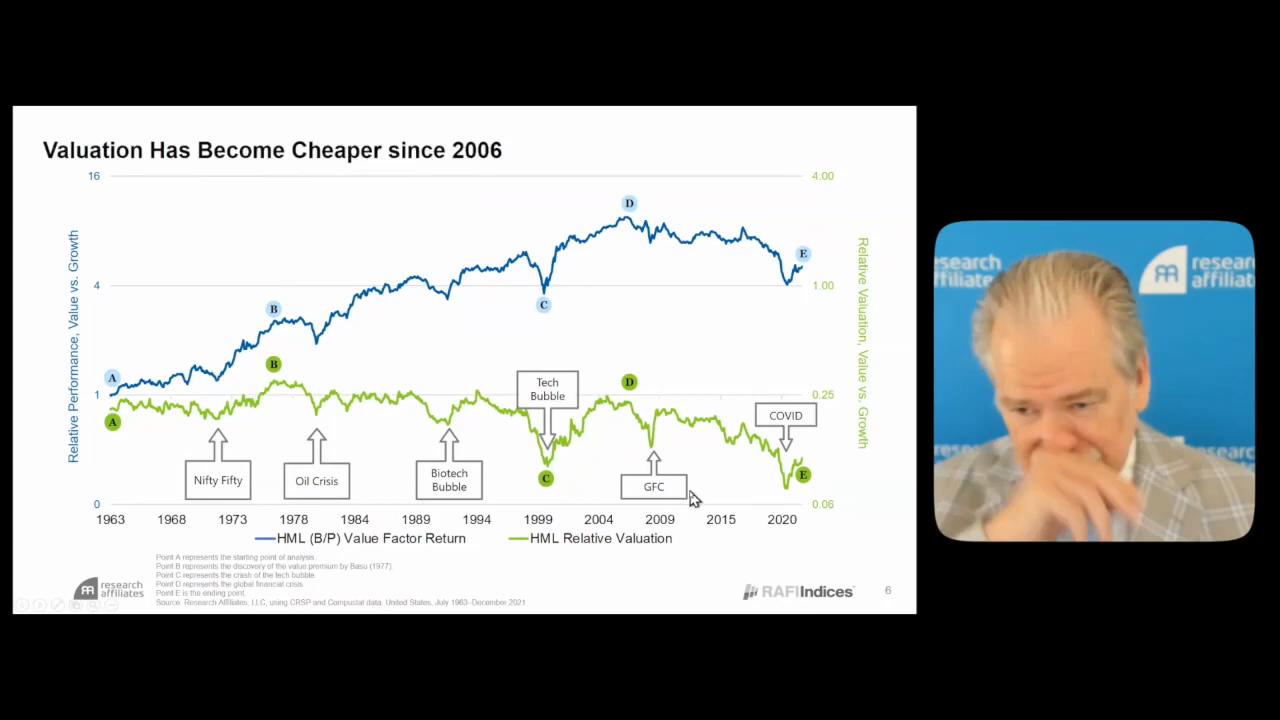 Valuation Has Become Cheaper since 2006
16
4
1
0
Relative Performance, Value vs. Growth
4.00
1.00
0.25
0.06
Relative Valuation, Value vs. Growth
A
B
C
D
E
A
B
C
D
E
Nifty Fifty
Oil Crisis
Biotech
Bubble
Tech
Bubble
GFC
COVID
1963
1968
1973
1978
1984
1989
1994
1999
2004
2009
2015
2020
HML (B/P) Value Factor Return
HML Relative Valuation
Point A represents the starting point of analysis.
Point B represents the discovery of the value premium by Basu (1977).
Point C represents the crash of the tech bubble.
Point D represents the global financial crisis.
Point E is the ending point.
Source: Research Affiliates, LLC, using CRSP and Compustat data. United States, July 1963–December 2021
research
affiliates
RAFI Indices
6
esearch
ffiliates
resear
affiliat